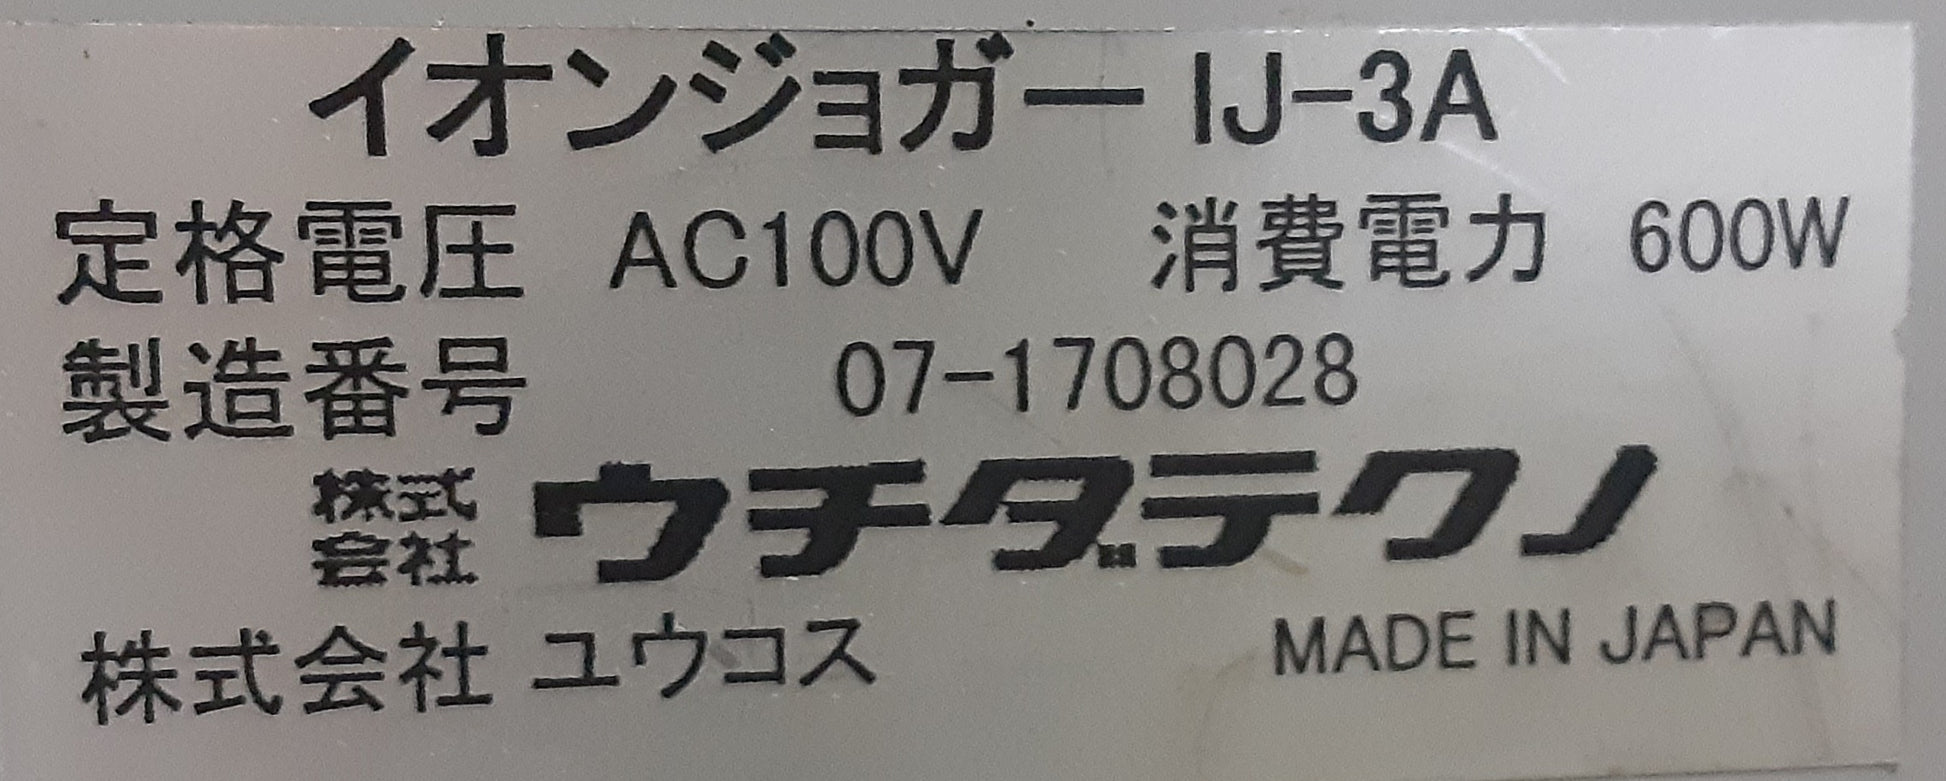 イオンジョガー IJ-3A
定格電圧 AC100V 消費電力 600W
製造番号 07-1708028
株式会社 ウチダテクノ
株式会社 ユウコス MADE IN JAPAN